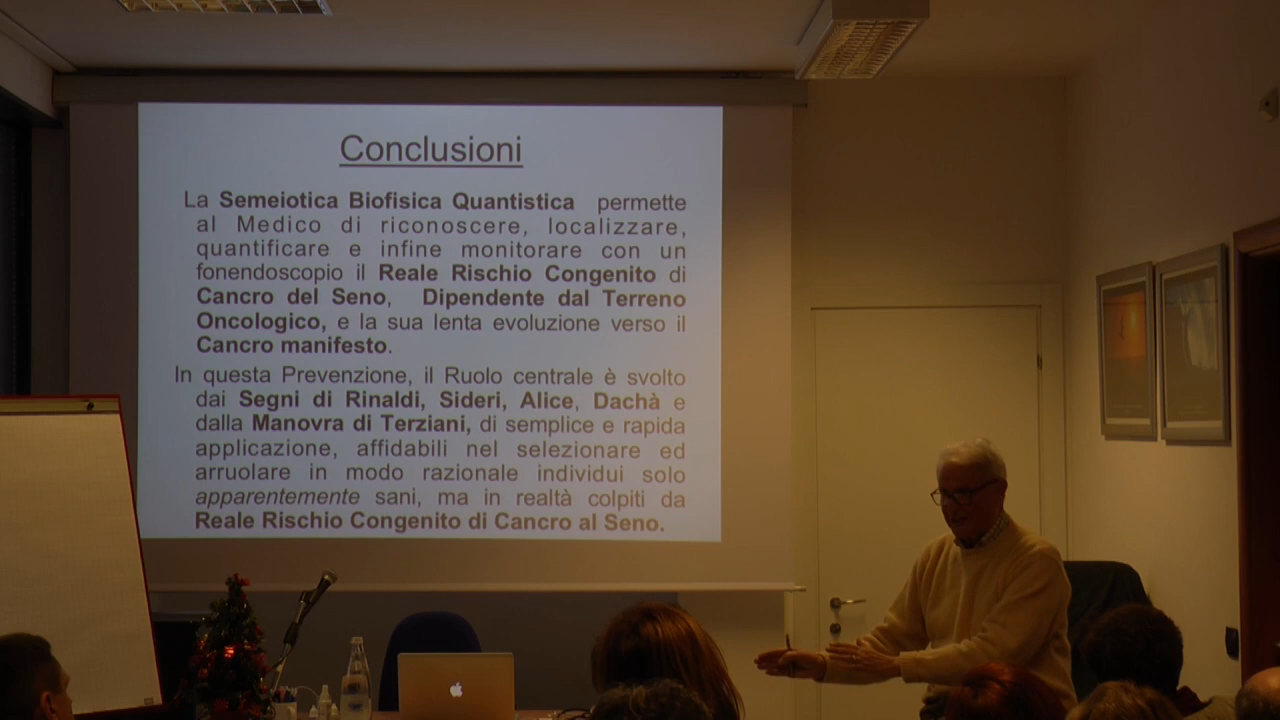 Conclusioni
La Semeiotica Biofisica Quantistica permette
al Medico di riconoscere, localizzare,
quantificare e infine monitorare con un
fonendoscopio il Reale Rischio Congenito di
Cancro del Seno, Dipendente dal Terreno
Oncologico, e la sua lenta evoluzione verso il
Cancro manifesto.
In questa Prevenzione, il Ruolo centrale è svolto
dai Segni di Rinaldi, Sideri, Alice, Dachà e
dalla Manovra di Terziani, di semplice e rapida
applicazione, affidabili nel selezionare ed
arruolare in modo razionale individui solo
apparentemente sani, ma in realtà colpiti da
Reale Rischio Congenito di Cancro al Seno.